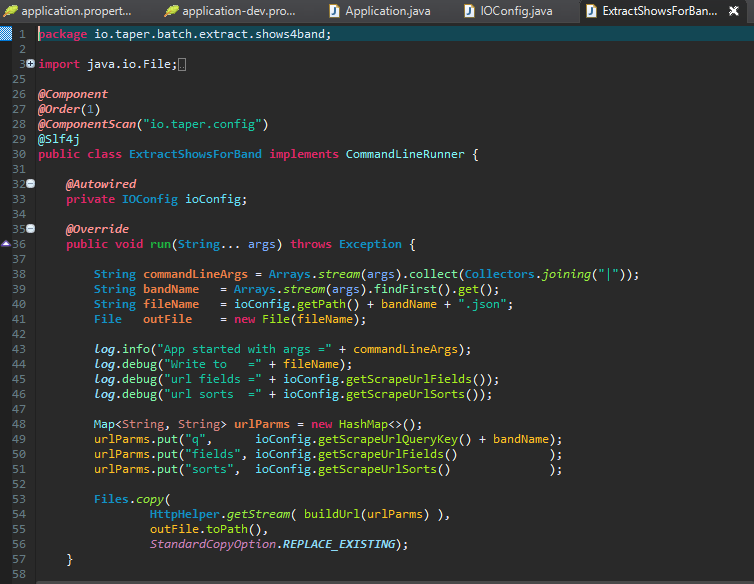 application.propert... application-dev.pro... Application.java IOConfig.java ExtractShowsForBan...
1 package io.taper.batch.extract.shows4band;
2
3 import java.io.File;
25
26 @Component
27 @Order(1)
28 @ComponentScan("io.taper.config")
29 @Slf4j
30 public class ExtractShowsForBand implements CommandLineRunner {
31
32 @Autowired
33 private IOConfig ioConfig;
34
35 @Override
36 public void run(String... args) throws Exception {
37
38 String commandLineArgs = Arrays.stream(args).collect(Collectors.joining("|"));
39 String bandName   = Arrays.stream(args).findFirst().get();
40 String fileName   = ioConfig.getPath() + bandName + ".json";
41 File   outFile    = new File(fileName);
42
43 log.info("App started with args =" + commandLineArgs);
44 log.debug("Write to   =" + fileName);
45 log.debug("url fields =" + ioConfig.getScrapeUrlFields());
46 log.debug("url sorts  =" + ioConfig.getScrapeUrlSorts());
47
48 Map<String, String> urlParms = new HashMap<>();
49 urlParms.put("q",      ioConfig.getScrapeUrlQueryKey() + bandName);
50 urlParms.put("fields", ioConfig.getScrapeUrlFields()             );
51 urlParms.put("sorts",  ioConfig.getScrapeUrlSorts()              );
52
53 Files.copy(
54 HttpHelper.getStream( buildUrl(urlParms) ),
55 outFile.toPath(),
56 StandardCopyOption.REPLACE_EXISTING);
57 }
58